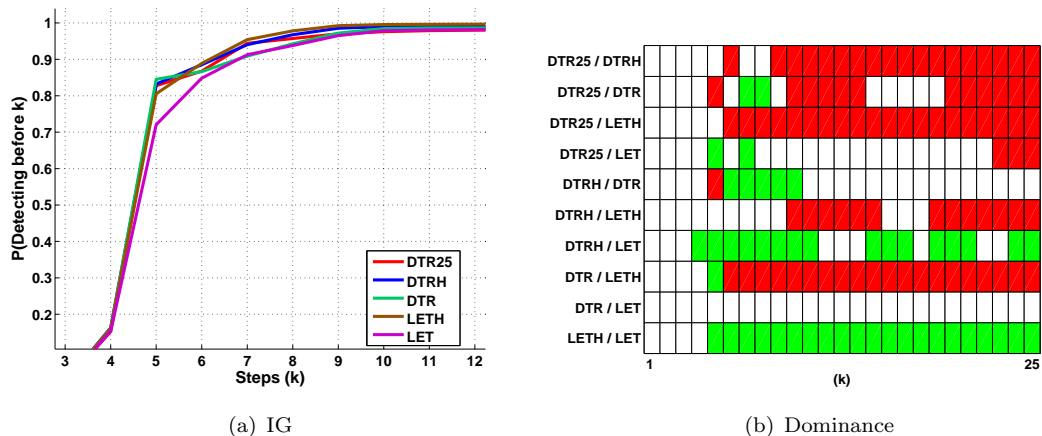 P(Detecting before k)
1
0.9
0.8
0.7
0.6
0.5
0.4
0.3
0.2
3 4 5 6 7 8 9 10 11 12
Steps (k)
DTR25
DTRH
DTR
LETH
LET
(a) IG
DTR25 / DTRH
DTR25 / DTR
DTR25 / LETH
DTR25 / LET
DTRH / DTR
DTRH / LETH
DTRH / LET
DTR / LETH
DTR / LET
LETH / LET
1 25
(k)
(b) Dominance